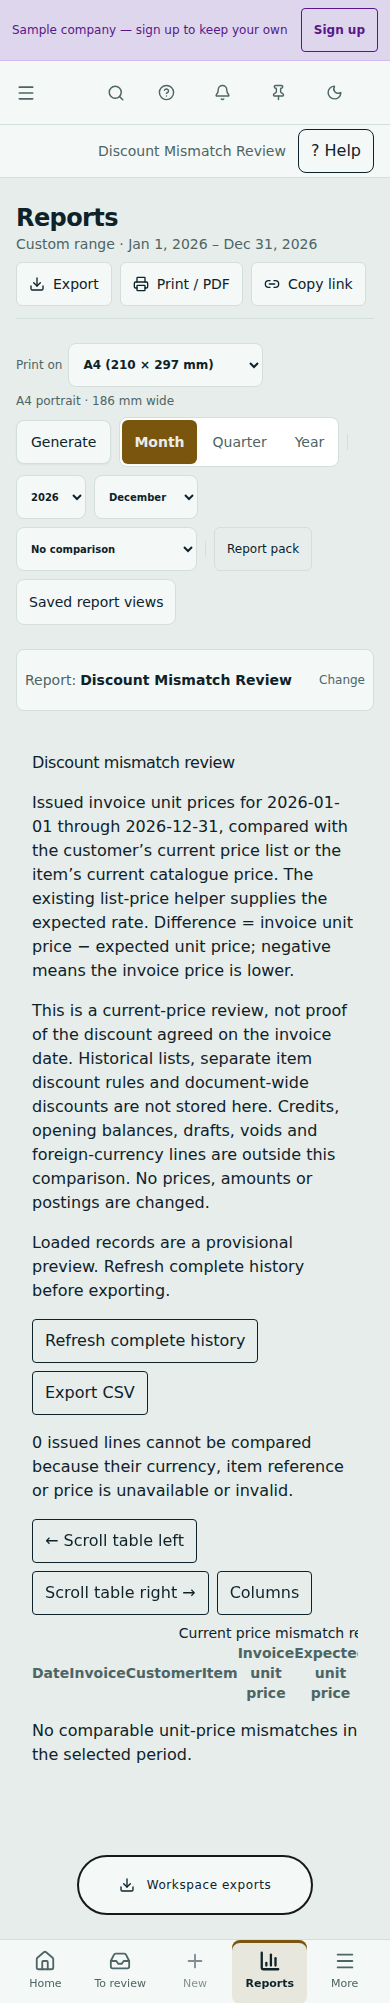 Sample company — sign up to keep your own Sign up
Discount Mismatch Review ? Help
Reports
Custom range · Jan 1, 2026 – Dec 31, 2026
Export Print / PDF Copy link
Print on A4 (210 × 297 mm)
A4 portrait · 186 mm wide
Generate Month Quarter Year
2026 December
No comparison Report pack
Saved report views
Report: Discount Mismatch Review Change
Discount mismatch review
Issued invoice unit prices for 2026-01-
01 through 2026-12-31, compared with
the customer’s current price list or the
item’s current catalogue price. The
existing list-price helper supplies the
expected rate. Difference = invoice unit
price − expected unit price; negative
means the invoice price is lower.
This is a current-price review, not proof
of the discount agreed on the invoice
date. Historical lists, separate item
discount rules and document-wide
discounts are not stored here. Credits,
opening balances, drafts, voids and
foreign-currency lines are outside this
comparison. No prices, amounts or
postings are changed.
Loaded records are a provisional
preview. Refresh complete history
before exporting.
Refresh complete history
Export CSV
0 issued lines cannot be compared
because their currency, item reference
or price is unavailable or invalid.
← Scroll table left
Scroll table right → Columns
Current price mismatch re
Invoice Expecte
Date Invoice Customer Item unit unit
price price
No comparable unit-price mismatches in
the selected period.
Workspace exports
Home To review New Reports More